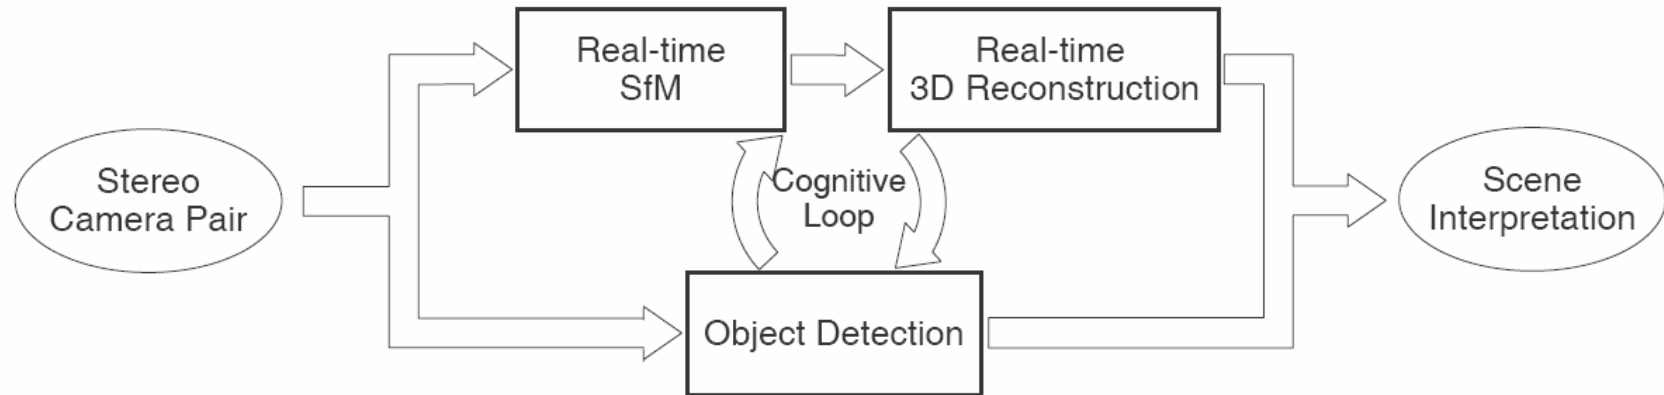 Stereo
Camera Pair
Real-time
SfM
Real-time
3D Reconstruction
Cognitive
Loop
Object Detection
Scene
Interpretation